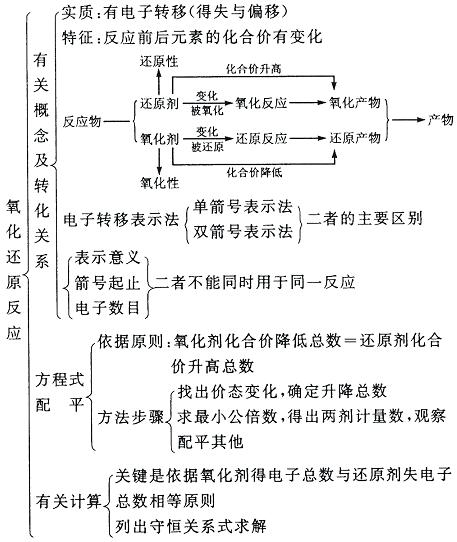 实质:有电子转移(得失与偏移)
特征:反应前后元素的化合价有变化
还原性
化合价升高
还原剂
变化
被氧化
氧化反应
氧化产物
反应物
产物
氧化剂
变化
被还原
还原反应
还原产物
氧化性
化合价降低
有关概念及转化关系
电子转移表示法
单箭号表示法
双箭号表示法
二者的主要区别
表示意义
箭号起止
电子数目
二者不能同时用于同一反应
氧化还原反应
方程式
配平
依据原则:氧化剂化合价降低总数=还原剂化合
价升高总数
方法步骤
找出价态变化,确定升降总数
求最小公倍数,得出两剂计量数,观察
配平其他
有关计算
关键是依据氧化剂得电子总数与还原剂失电子
总数相等原则
列出守恒关系式求解